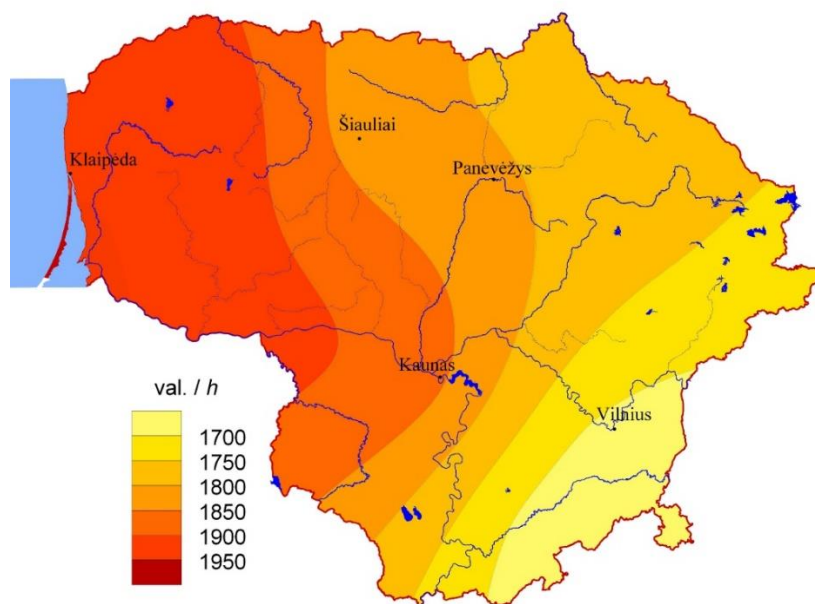 Šiauliai
Klaipėda
Panevėžys
Kaunas
Vilnius
val. / h
1700
1750
1800
1850
1900
1950